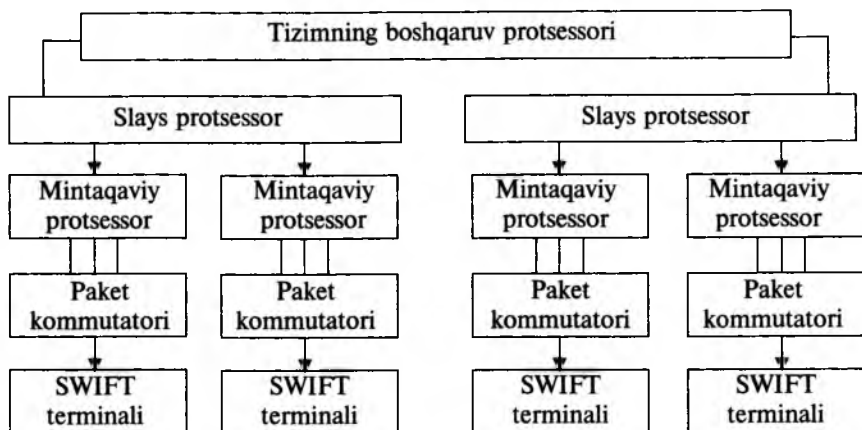 Tizimning boshqaruv protsessori
Slays protsessor
Slays protsessor
Mintaqaviy
protsessor
Mintaqaviy
protsessor
Mintaqaviy
protsessor
Mintaqaviy
protsessor
Paket
kommutatori
Paket
kommutatori
Paket
kommutatori
Paket
kommutatori
SWIFT
terminali
SWIFT
terminali
SWIFT
terminali
SWIFT
terminali